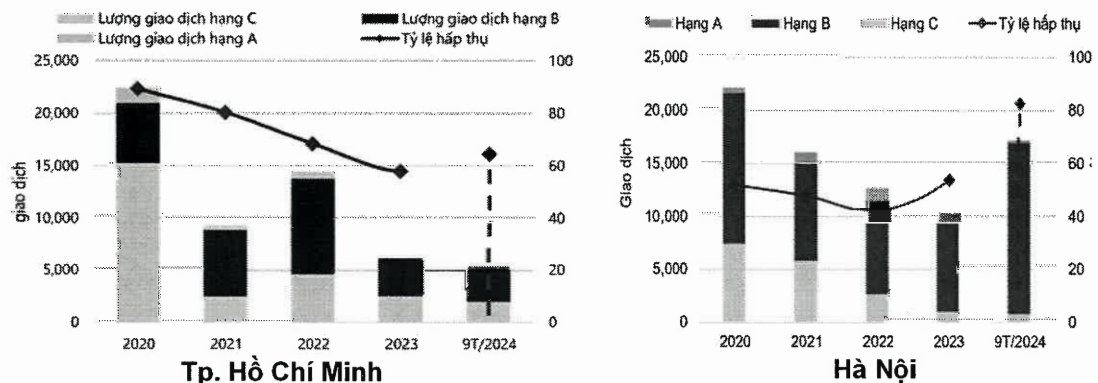 Lượng giao dịch hạng C Lượng giao dịch hạng B
Lượng giao dịch hạng A Tỷ lệ hấp thụ
25,000 100
20,000 80
15,000 60
10,000 40
5,000 20
0 0
giao dịch
2020 2021 2022 2023 9T/2024
Tp. Hồ Chí Minh
Hạng A Hạng B Hạng C Tỷ lệ hấp thụ
25,000 100
20,000 80
15,000 60
10,000 40
5,000 20
0 0
Giao dịch
2020 2021 2022 2023 9T/2024
Hà Nội